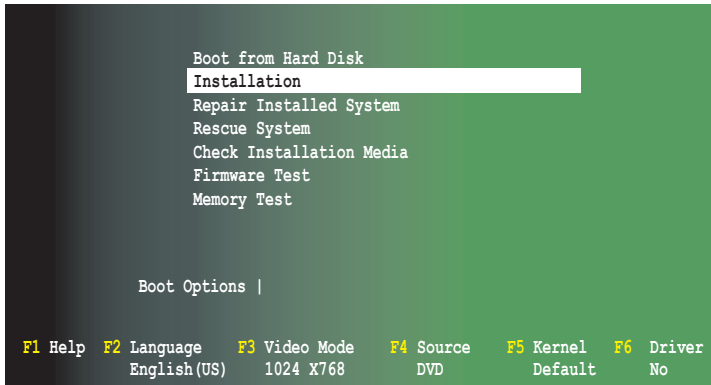 Boot from Hard Disk
Installation
Repair Installed System
Rescue System
Check Installation Media
Firmware Test
Memory Test
Boot Options |
F1 Help F2 Language F3 Video Mode F4 Source F5 Kernel F6 Driver
English(US) 1024 X768 DVD Default No